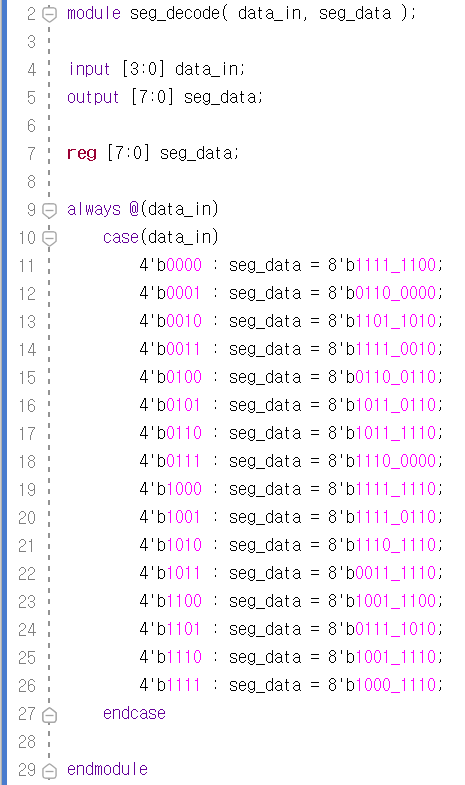 2 module seg_decode( data_in, seg_data );
3
4 input [3:0] data_in;
5 output [7:0] seg_data;
6
7 reg [7:0] seg_data;
8
9 always @(data_in)
10 case(data_in)
11 4'b0000 : seg_data = 8'b1111_1100;
12 4'b0001 : seg_data = 8'b0110_0000;
13 4'b0010 : seg_data = 8'b1101_1010;
14 4'b0011 : seg_data = 8'b1111_0010;
15 4'b0100 : seg_data = 8'b0110_0110;
16 4'b0101 : seg_data = 8'b1011_0110;
17 4'b0110 : seg_data = 8'b1011_1110;
18 4'b0111 : seg_data = 8'b1110_0000;
19 4'b1000 : seg_data = 8'b1111_1110;
20 4'b1001 : seg_data = 8'b1111_0110;
21 4'b1010 : seg_data = 8'b1110_1110;
22 4'b1011 : seg_data = 8'b0011_1110;
23 4'b1100 : seg_data = 8'b1001_1100;
24 4'b1101 : seg_data = 8'b0111_1010;
25 4'b1110 : seg_data = 8'b1001_1110;
26 4'b1111 : seg_data = 8'b1000_1110;
27 endcase
28
29 endmodule